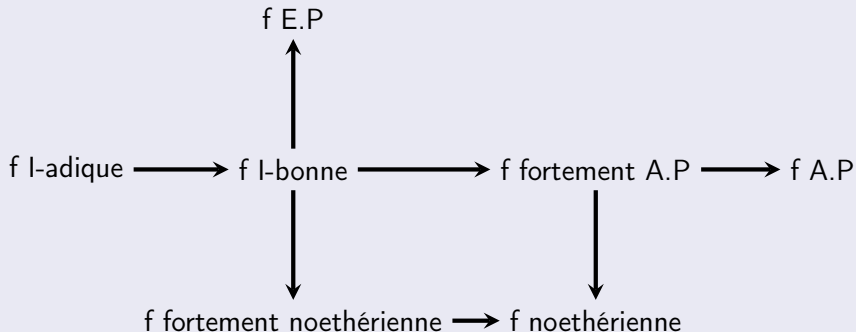 f E.P
f I-adique f I-bonne f fortement A.P f A.P
f fortement noethérienne f noethérienne